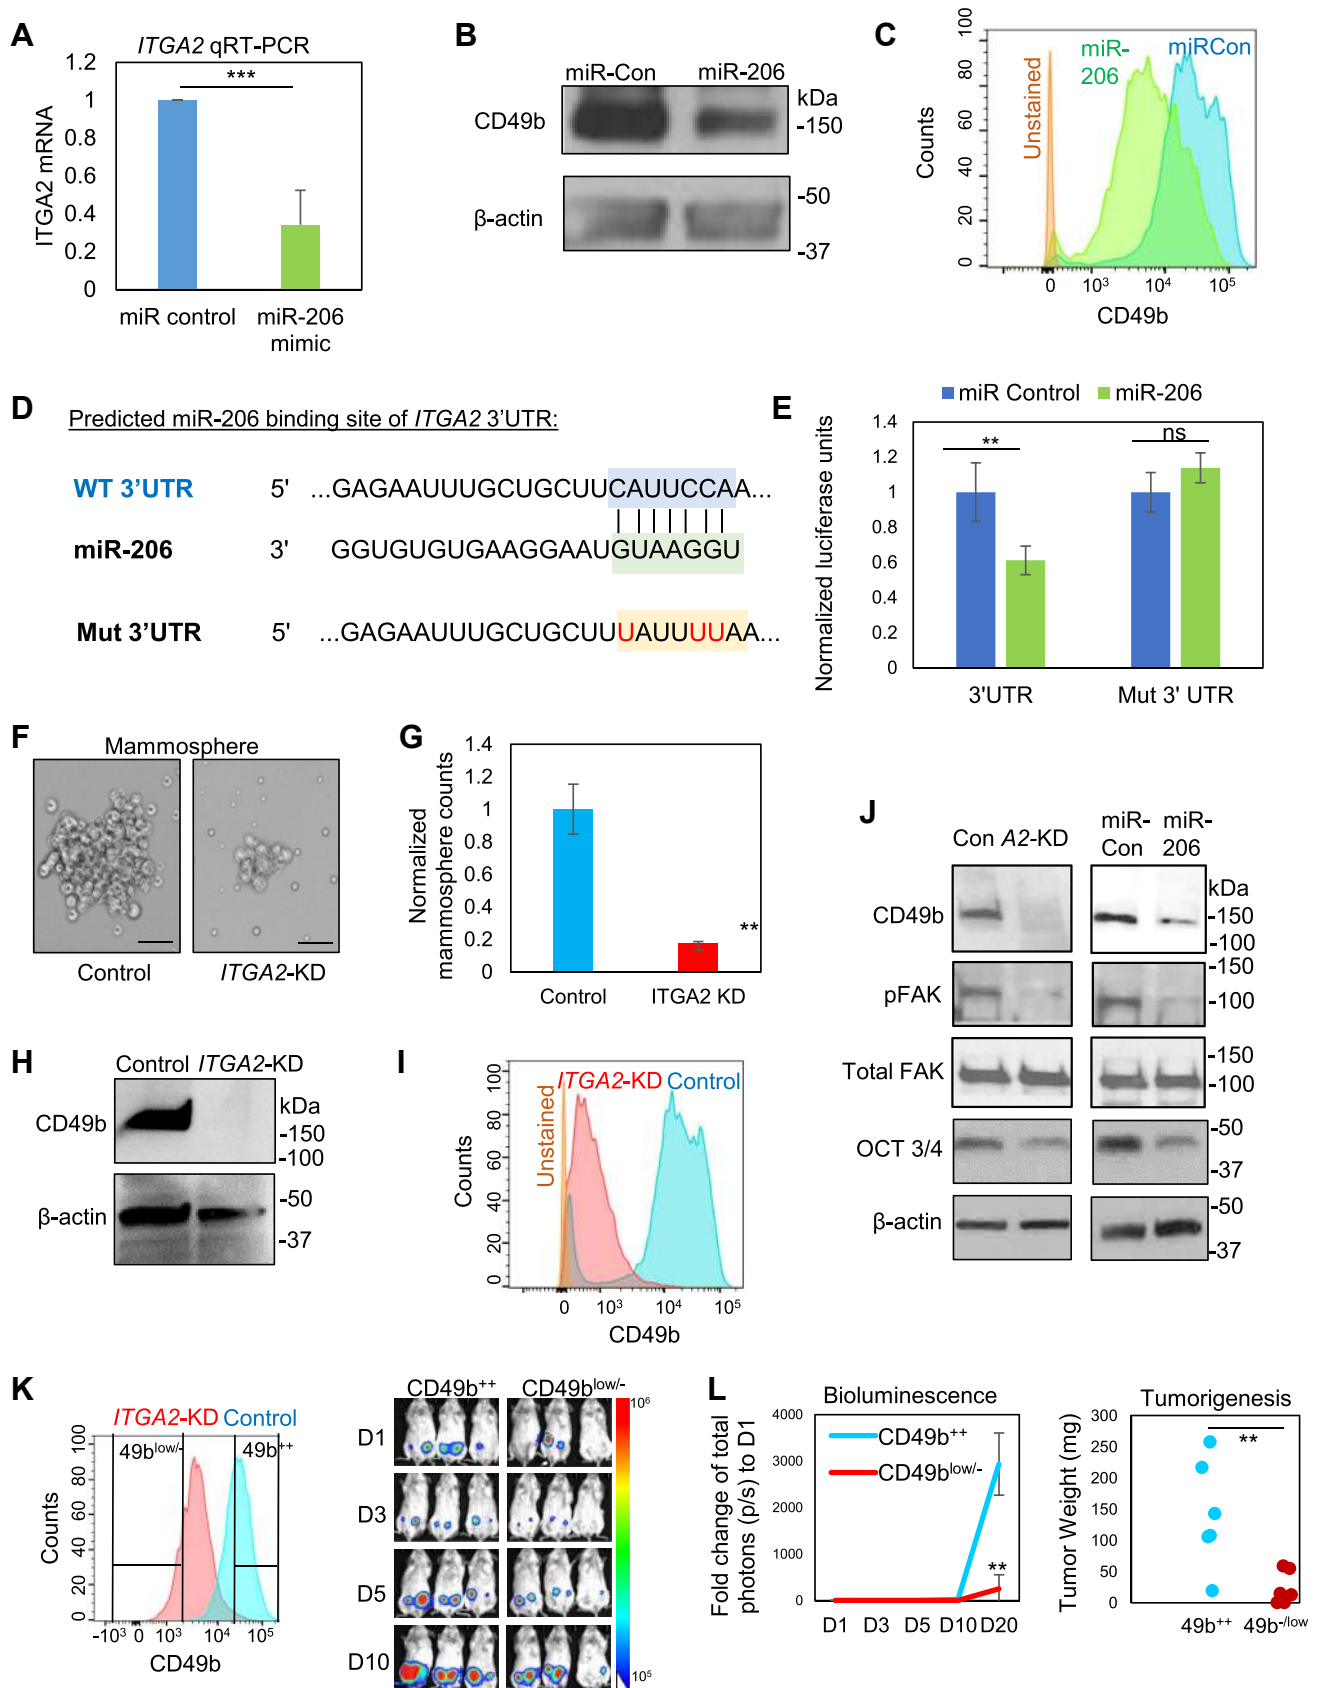 A
ITGA2 qRT-PCR
1.2
1
0.8
0.6
0.4
0.2
0
ITGA2 mRNA
***
miR control
miR-206
mimic
B
miR-Con miR-206
kDa
CD49b
-150
-50
β-actin
-37
C
miR-
206
miRCon
Unstained
Counts
100
80
60
40
20
0
0 10³ 10⁴ 10⁵
CD49b
D
Predicted miR-206 binding site of ITGA2 3’UTR:
WT 3’UTR 5' ...GAGAAUUUGCUGCUUCAUUCCAA...
miR-206 3' GGUGUGUGAAGGAAUGUAAGGU
Mut 3’UTR 5' ...GAGAAUUUGCUGCUUUAUUUUAA...
E
miR Control miR-206
Normalized luciferase units
1.4
1.2
1
0.8
0.6
0.4
0.2
0
**
ns
3'UTR Mut 3' UTR
F
Mammosphere
Control ITGA2-KD
G
Normalized
mammosphere counts
1.4
1.2
1
0.8
0.6
0.4
0.2
0
**
Control ITGA2 KD
H
Control ITGA2-KD
kDa
CD49b
-150
-100
-50
β-actin
-37
I
ITGA2-KD Control
Unstained
Counts
100
80
60
40
20
0
0 10³ 10⁴ 10⁵
CD49b
J
Con A2-KD
miR-
Con
miR-
206
kDa
CD49b
-150
-100
-150
pFAK
-100
-150
Total FAK
-100
-50
OCT 3/4
-37
-50
β-actin
-37
K
ITGA2-KD Control
49b^low/-
49b^++
Counts
100
80
60
40
20
0
-10³ 0 10³ 10⁴ 10⁵
CD49b
CD49b^++ CD49b^low/-
10⁶
D1
D3
D5
D10
10⁵
L
Bioluminescence
Fold change of total
photons (p/s) to D1
4000
3000
2000
1000
0
CD49b^++
CD49b^low/-
**
D1 D3 D5 D10 D20
Tumorigenesis
Tumor Weight (mg)
300
250
200
150
100
50
0
**
49b^++ 49b^-/low